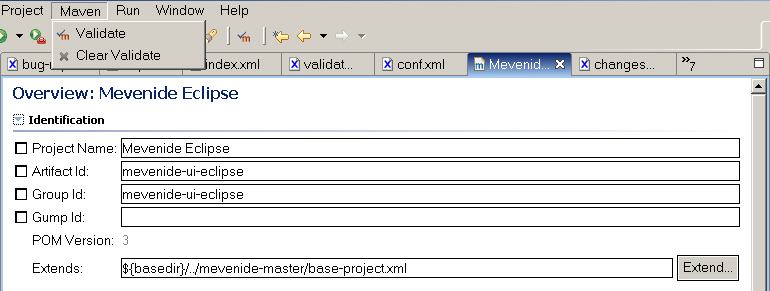 Project Maven Run Window Help
Validate
Clear Validate
bug- index.xml validat... conf.xml Mevenid... changes... »7
Overview: Mevenide Eclipse
Identification
Project Name: Mevenide Eclipse
Artifact Id: mevenide-ui-eclipse
Group Id: mevenide-ui-eclipse
Gump Id:
POM Version: 3
Extends: ${basedir}/../mevenide-master/base-project.xml Extend...